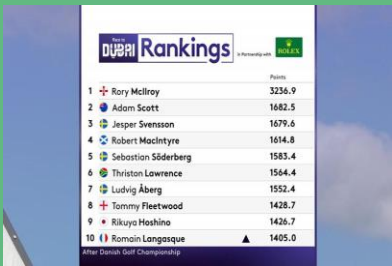 Race to
DUBAI Rankings
in Partnership with
ROLEX
Points
1 Rory McIlroy 3236.9
2 Adam Scott 1682.5
3 Jesper Svensson 1679.6
4 Robert MacIntyre 1614.8
5 Sebastian Söderberg 1583.4
6 Thriston Lawrence 1564.4
7 Ludvig Åberg 1552.4
8 Tommy Fleetwood 1428.7
9 Rikuya Hoshino 1426.7
10 Romain Langasque ▲ 1405.0
After Danish Golf Championship